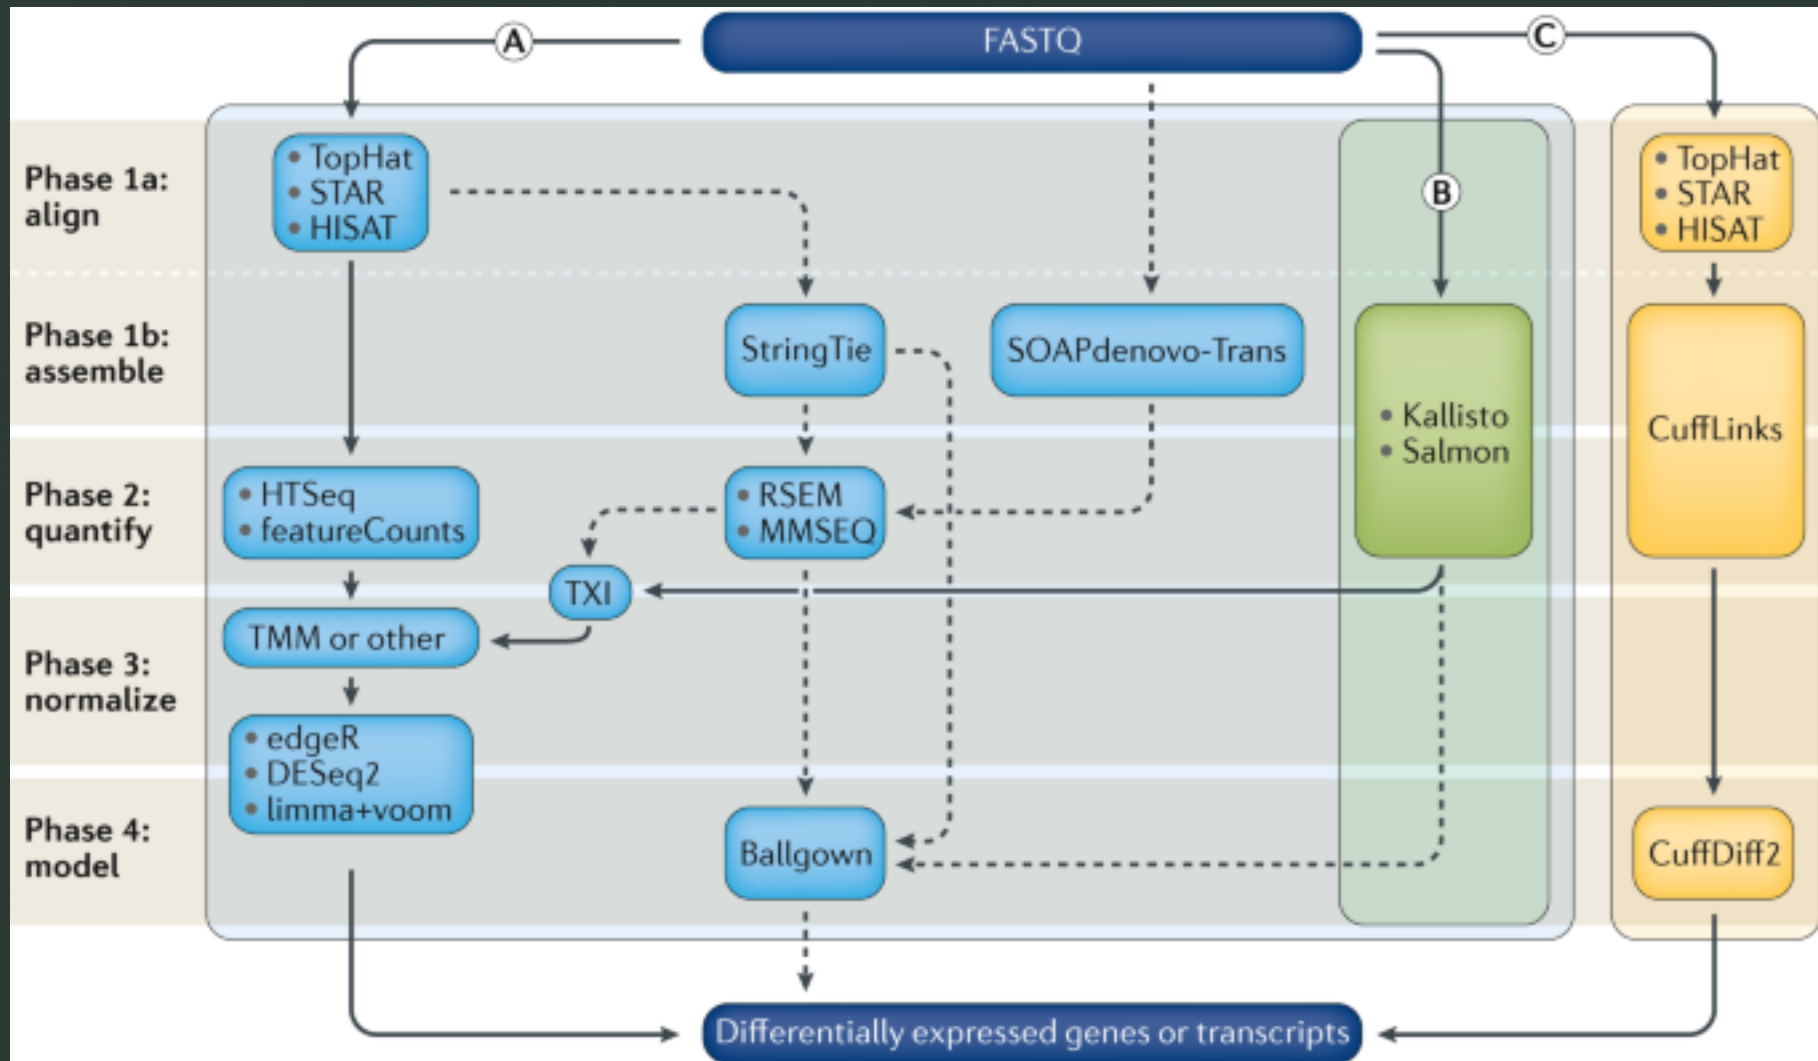 FASTQ
A
C
B
Phase 1a:
align
• TopHat
• STAR
• HISAT
• TopHat
• STAR
• HISAT
Phase 1b:
assemble
StringTie
SOAPdenovo-Trans
• Kallisto
• Salmon
CuffLinks
Phase 2:
quantify
• HTSeq
• featureCounts
• RSEM
• MMSEQ
TXI
Phase 3:
normalize
TMM or other
• edgeR
• DESeq2
• limma+voom
Phase 4:
model
Ballgown
CuffDiff2
Differentially expressed genes or transcripts